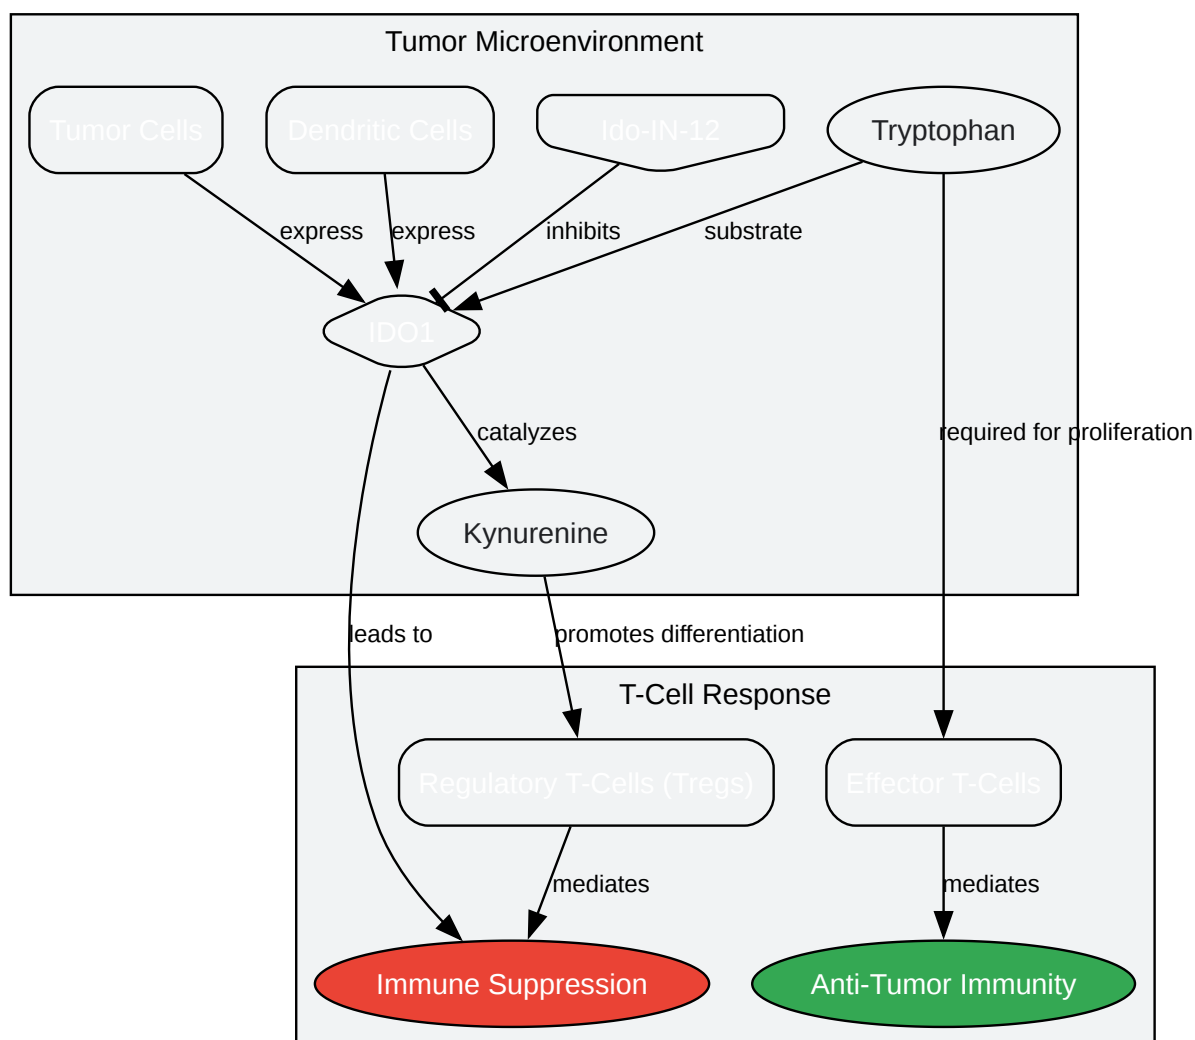 Tumor Microenvironment
Tumor Cells
Dendritic Cells
Ido-IN-12
Tryptophan
express
express
inhibits
substrate
IDO1
catalyzes
required for proliferation
Kynurenine
leads to
promotes differentiation
T-Cell Response
Regulatory T-Cells (Tregs)
Effector T-Cells
mediates
mediates
Immune Suppression
Anti-Tumor Immunity